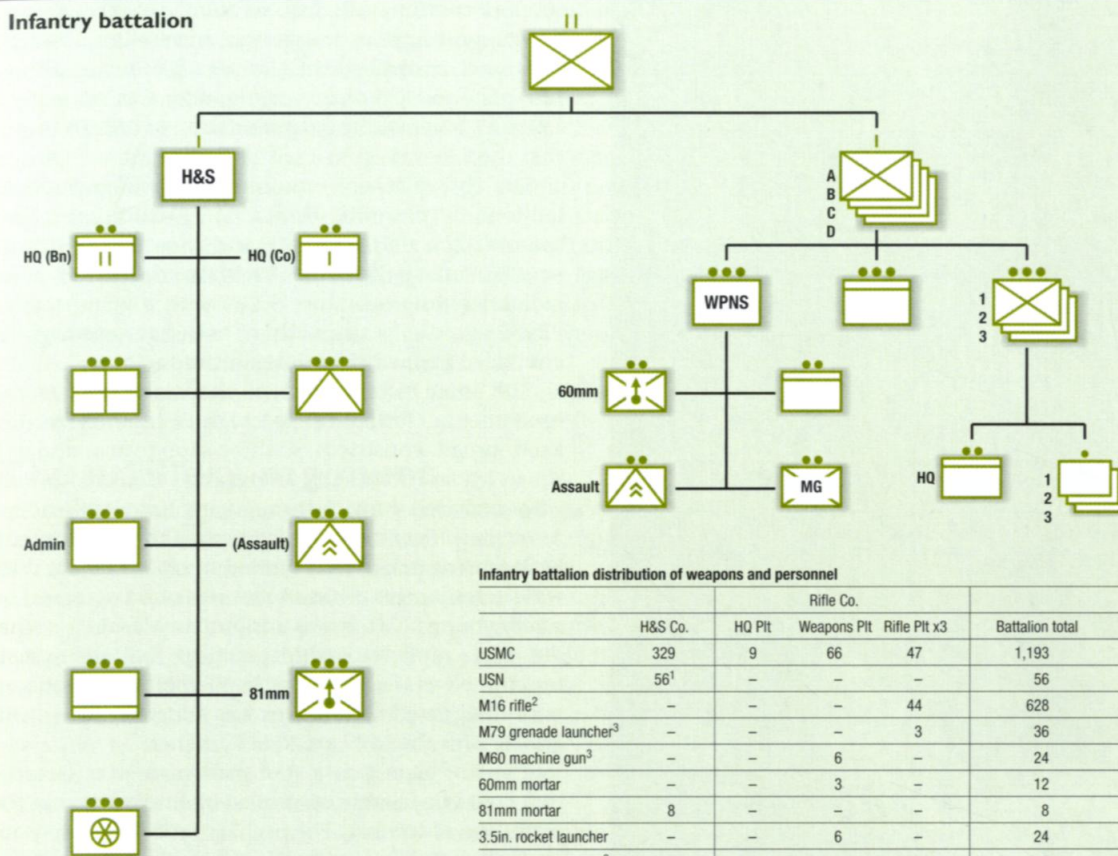 Infantry battalion
II
I
H&S
I
A
B
C
D
HQ (Bn)
II
HQ (Co)
I
WPNS
1
2
3
60mm
Assault
MG
HQ
1
2
3
Admin
(Assault)
81mm
Infantry battalion distribution of weapons and personnel
Rifle Co.
H&S Co. HQ Plt Weapons Plt Rifle Plt x3 Battalion total
USMC 329 9 66 47 1,193
USN 56¹ – – – 56
M16 rifle² – – – 44 628
M79 grenade launcher³ – – – 3 36
M60 machine gun³ – – 6 – 24
60mm mortar – – 3 – 12
81mm mortar 8 – – – 8
3.5in. rocket launcher – 6 – 24